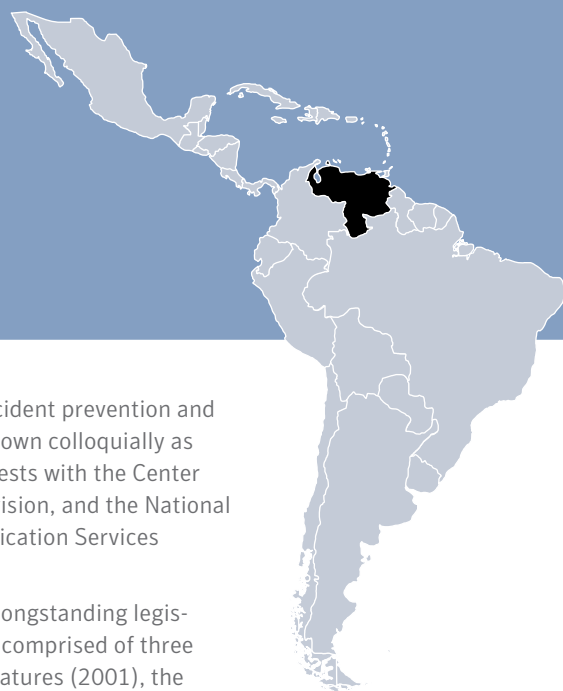 cident prevention and
own colloquially as
ests with the Center
ision, and the National
ication Services
ongstanding legis-
comprised of three
atures (2001), the